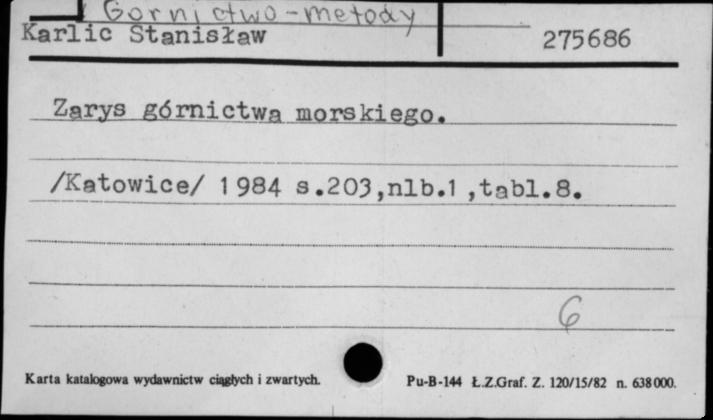 Górnictwo-metody
Karlic Stanisław 275686
Zarys górnictwa morskiego.
/Katowice/ 1984 s.203,nlb.1,tabl.8.
6
Karta katalogowa wydawnictw ciągłych i zwartych. Pu-B-144 Ł.Z.Graf. Z. 120/15/82 n. 638000.